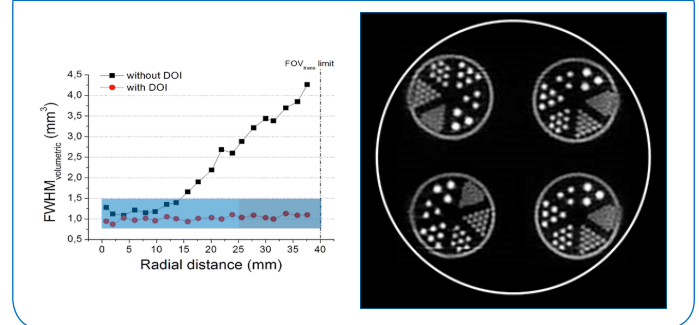 FOVtrans limit
without DOI
with DOI
4,5
4,0
3,5
3,0
2,5
2,0
1,5
1,0
0,5
FWHMvolumetric (mm³)
0 5 10 15 20 25 30 35 40
Radial distance (mm)